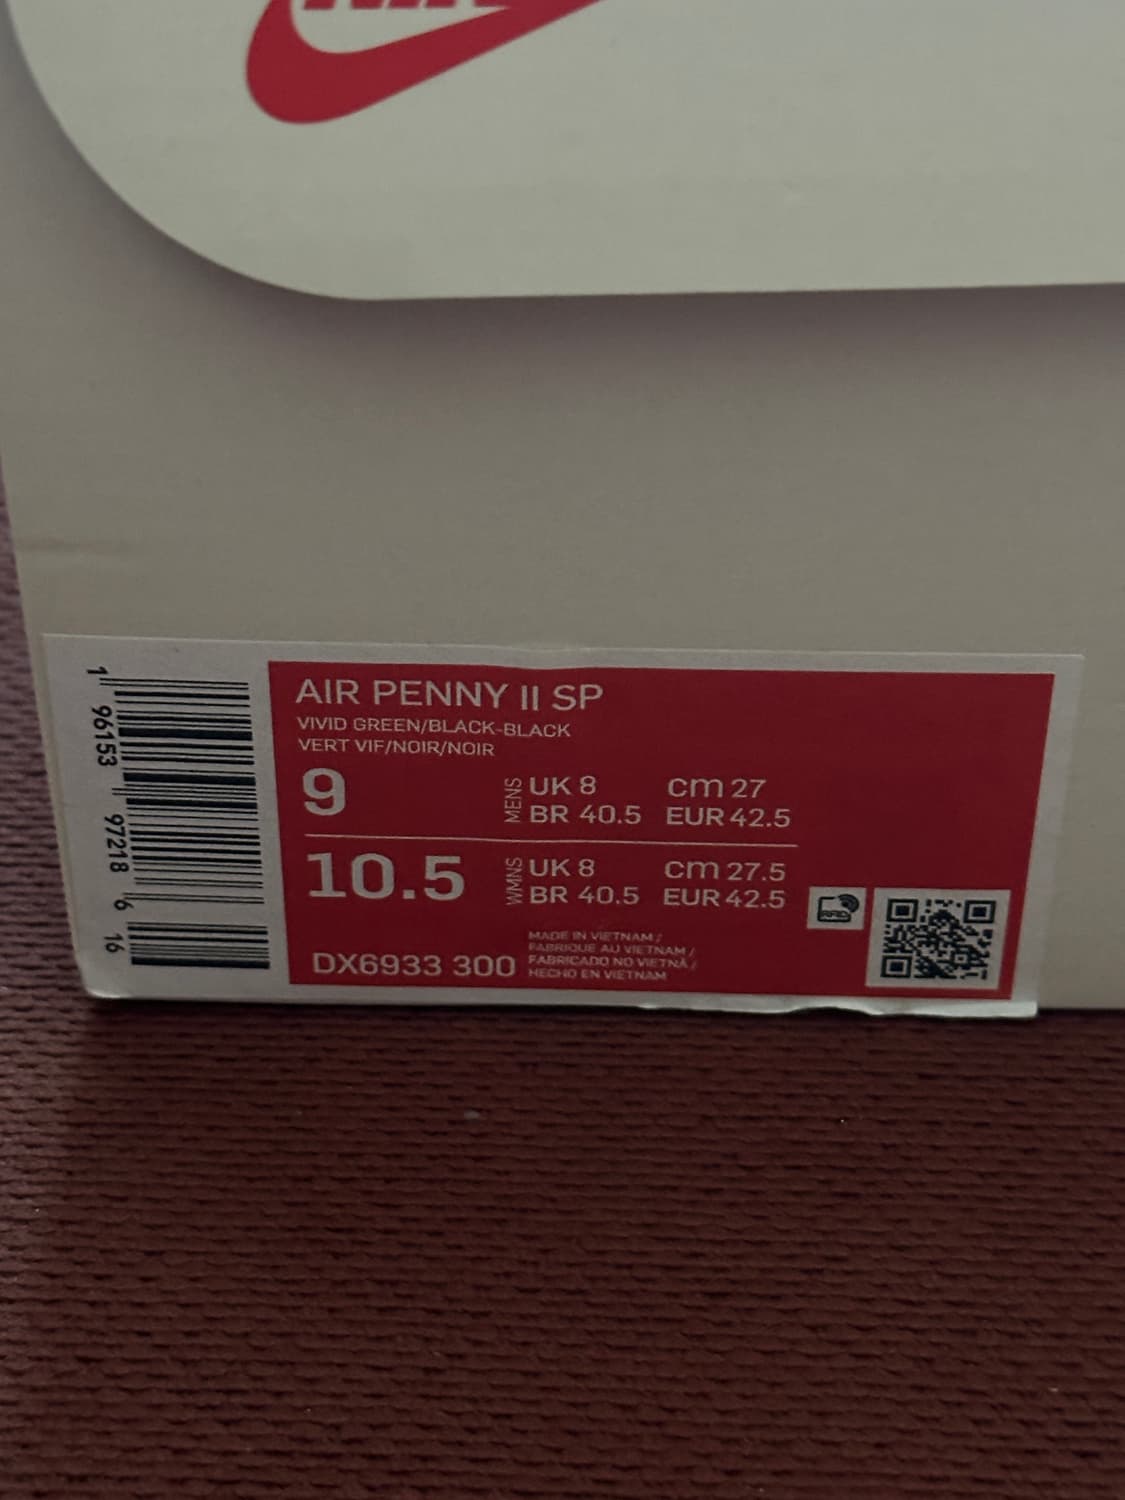 AIR PENNY II SP
VIVID GREEN/BLACK-BLACK
VERT VIF/NOIR/NOIR
9
MENS
UK 8
cm 27
BR 40.5
EUR 42.5
10.5
WMNS
UK 8
cm 27.5
BR 40.5
EUR 42.5
RFID
MADE IN VIETNAM /
FABRIQUE AU VIETNAM /
FABRICADO NO VIETNÃ /
HECHO EN VIETNAM
DX6933 300
1 96153 97218 6 16